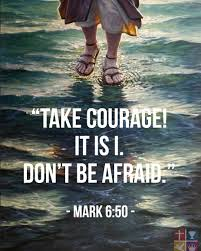 “TAKE COURAGE!
IT IS I.
DON’T BE AFRAID.”
- MARK 6:50 -